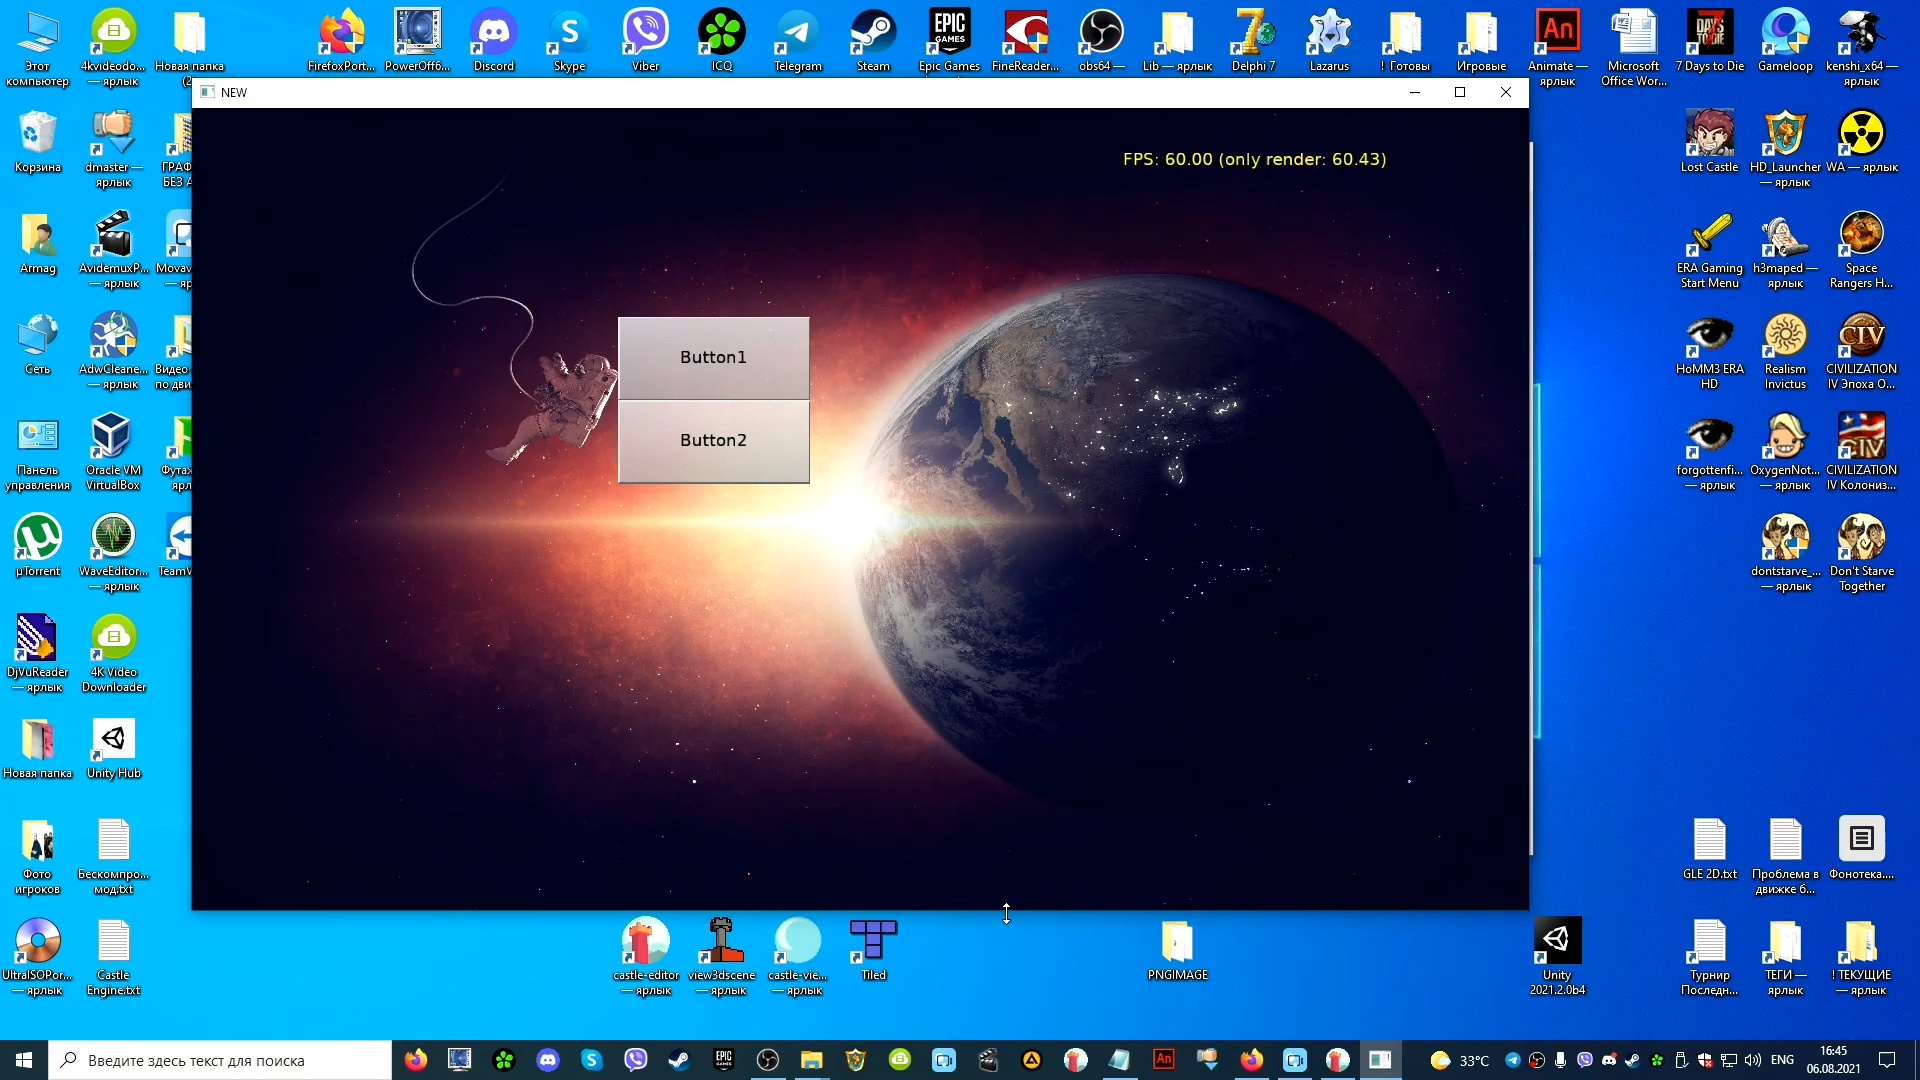 Этот
компьютер
4kvideodo...
— ярлык
Новая папка
(2
FirefoxPort...
PowerOff6...
Discord
Skype
Viber
ICQ
Telegram
Steam
Epic Games
FineReader...
obs64 —
Lib — ярлык
Delphi 7
Lazarus
! Готовы
Игровые
Animate —
ярлык
Microsoft
Office Wor...
7 Days to Die
Gameloop
kenshi_x64 —
ярлык
NEW
FPS: 60.00 (only render: 60.43)
Button1
Button2
Корзина
dmaster —
ярлык
ГРАФ
БЕЗ А
Lost Castle
HD_Launcher
— ярлык
WA — ярлык
Armag
AvidemuxP...
— ярлык
Movav
— яр
ERA Gaming
Start Menu
h3maped —
ярлык
Space
Rangers H...
Сеть
AdwCleane...
— ярлык
Видео
по дви
HoMM3 ERA
HD
Realism
Invictus
CIVILIZATION
IV Эпоха О...
Панель
управления
Oracle VM
VirtualBox
Футаж
ярл
forgottenfi...
— ярлык
OxygenNot...
— ярлык
CIVILIZATION
IV Колониз...
µTorrent
WaveEditor...
— ярлык
TeamV
dontstarve_...
— ярлык
Don't Starve
Together
DjVuReader
— ярлык
4K Video
Downloader
Новая папка
Unity Hub
Фото
игроков
Бескомпро...
мод.txt
GLE 2D.txt
Проблема в
движке б...
Фонотека....
UltraISOPor...
— ярлык
Castle
Engine.txt
castle-editor
— ярлык
view3dscene
— ярлык
castle-vie...
— ярлык
Tiled
PNGIMAGE
Unity
2021.2.0b4
Турнир
Последн...
ТЕГИ —
ярлык
! ТЕКУЩИЕ
— ярлык
Введите здесь текст для поиска
33°C
ENG
16:45
06.08.2021